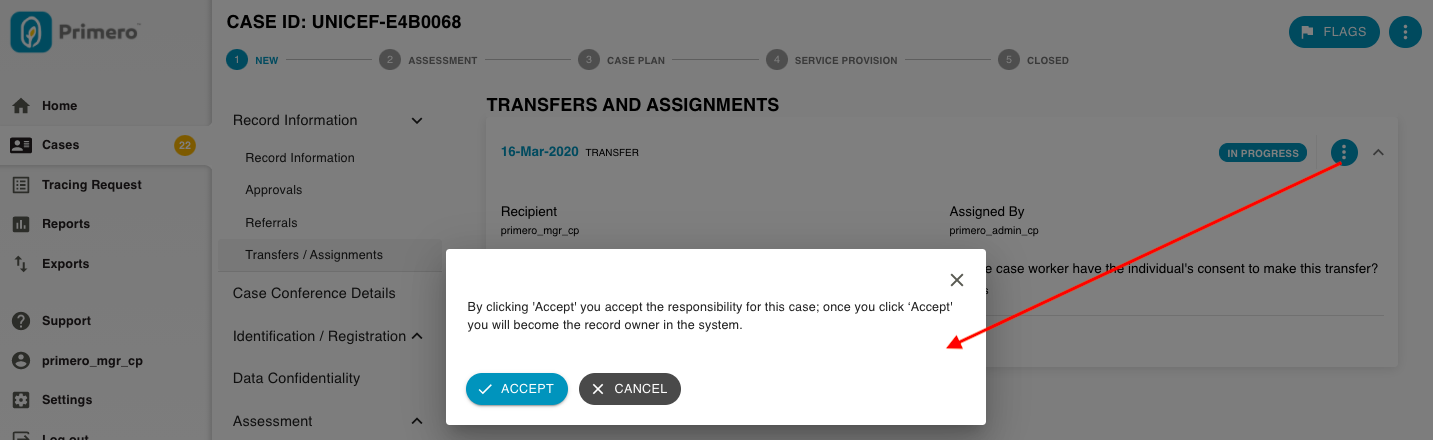 Primero™
CASE ID: UNICEF-E4B0068
FLAGS
1 NEW
2 ASSESSMENT
3 CASE PLAN
4 SERVICE PROVISION
5 CLOSED
Home
Cases 22
Tracing Request
Reports
Exports
Support
primero_mgr_cp
Settings
Log out
Record Information
Record Information
Approvals
Referrals
Transfers / Assignments
Case Conference Details
Identification / Registration
Data Confidentiality
Assessment
TRANSFERS AND ASSIGNMENTS
16-Mar-2020 TRANSFER
IN PROGRESS
Recipient
primero_mgr_cp
Assigned By
primero_admin_cp
case worker have the individual's consent to make this transfer?
By clicking 'Accept' you accept the responsibility for this case; once you click ‘Accept'
you will become the record owner in the system.
ACCEPT
CANCEL